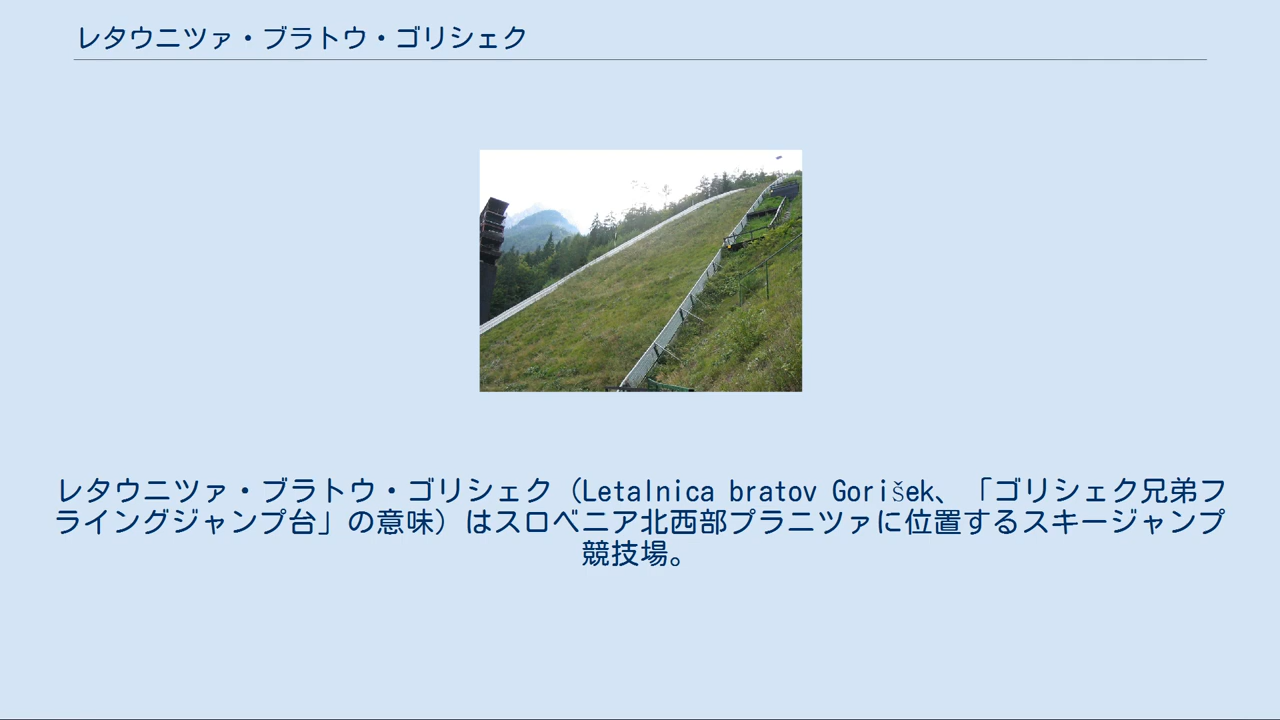 レタウニツァ・ブラトウ・ゴリシェク
レタウニツァ・ブラトウ・ゴリシェク（Letalnica bratov Gorišek、「ゴリシェク兄弟フ
ライングジャンプ台」の意味）はスロベニア北西部プラニツァに位置するスキージャンプ
競技場。